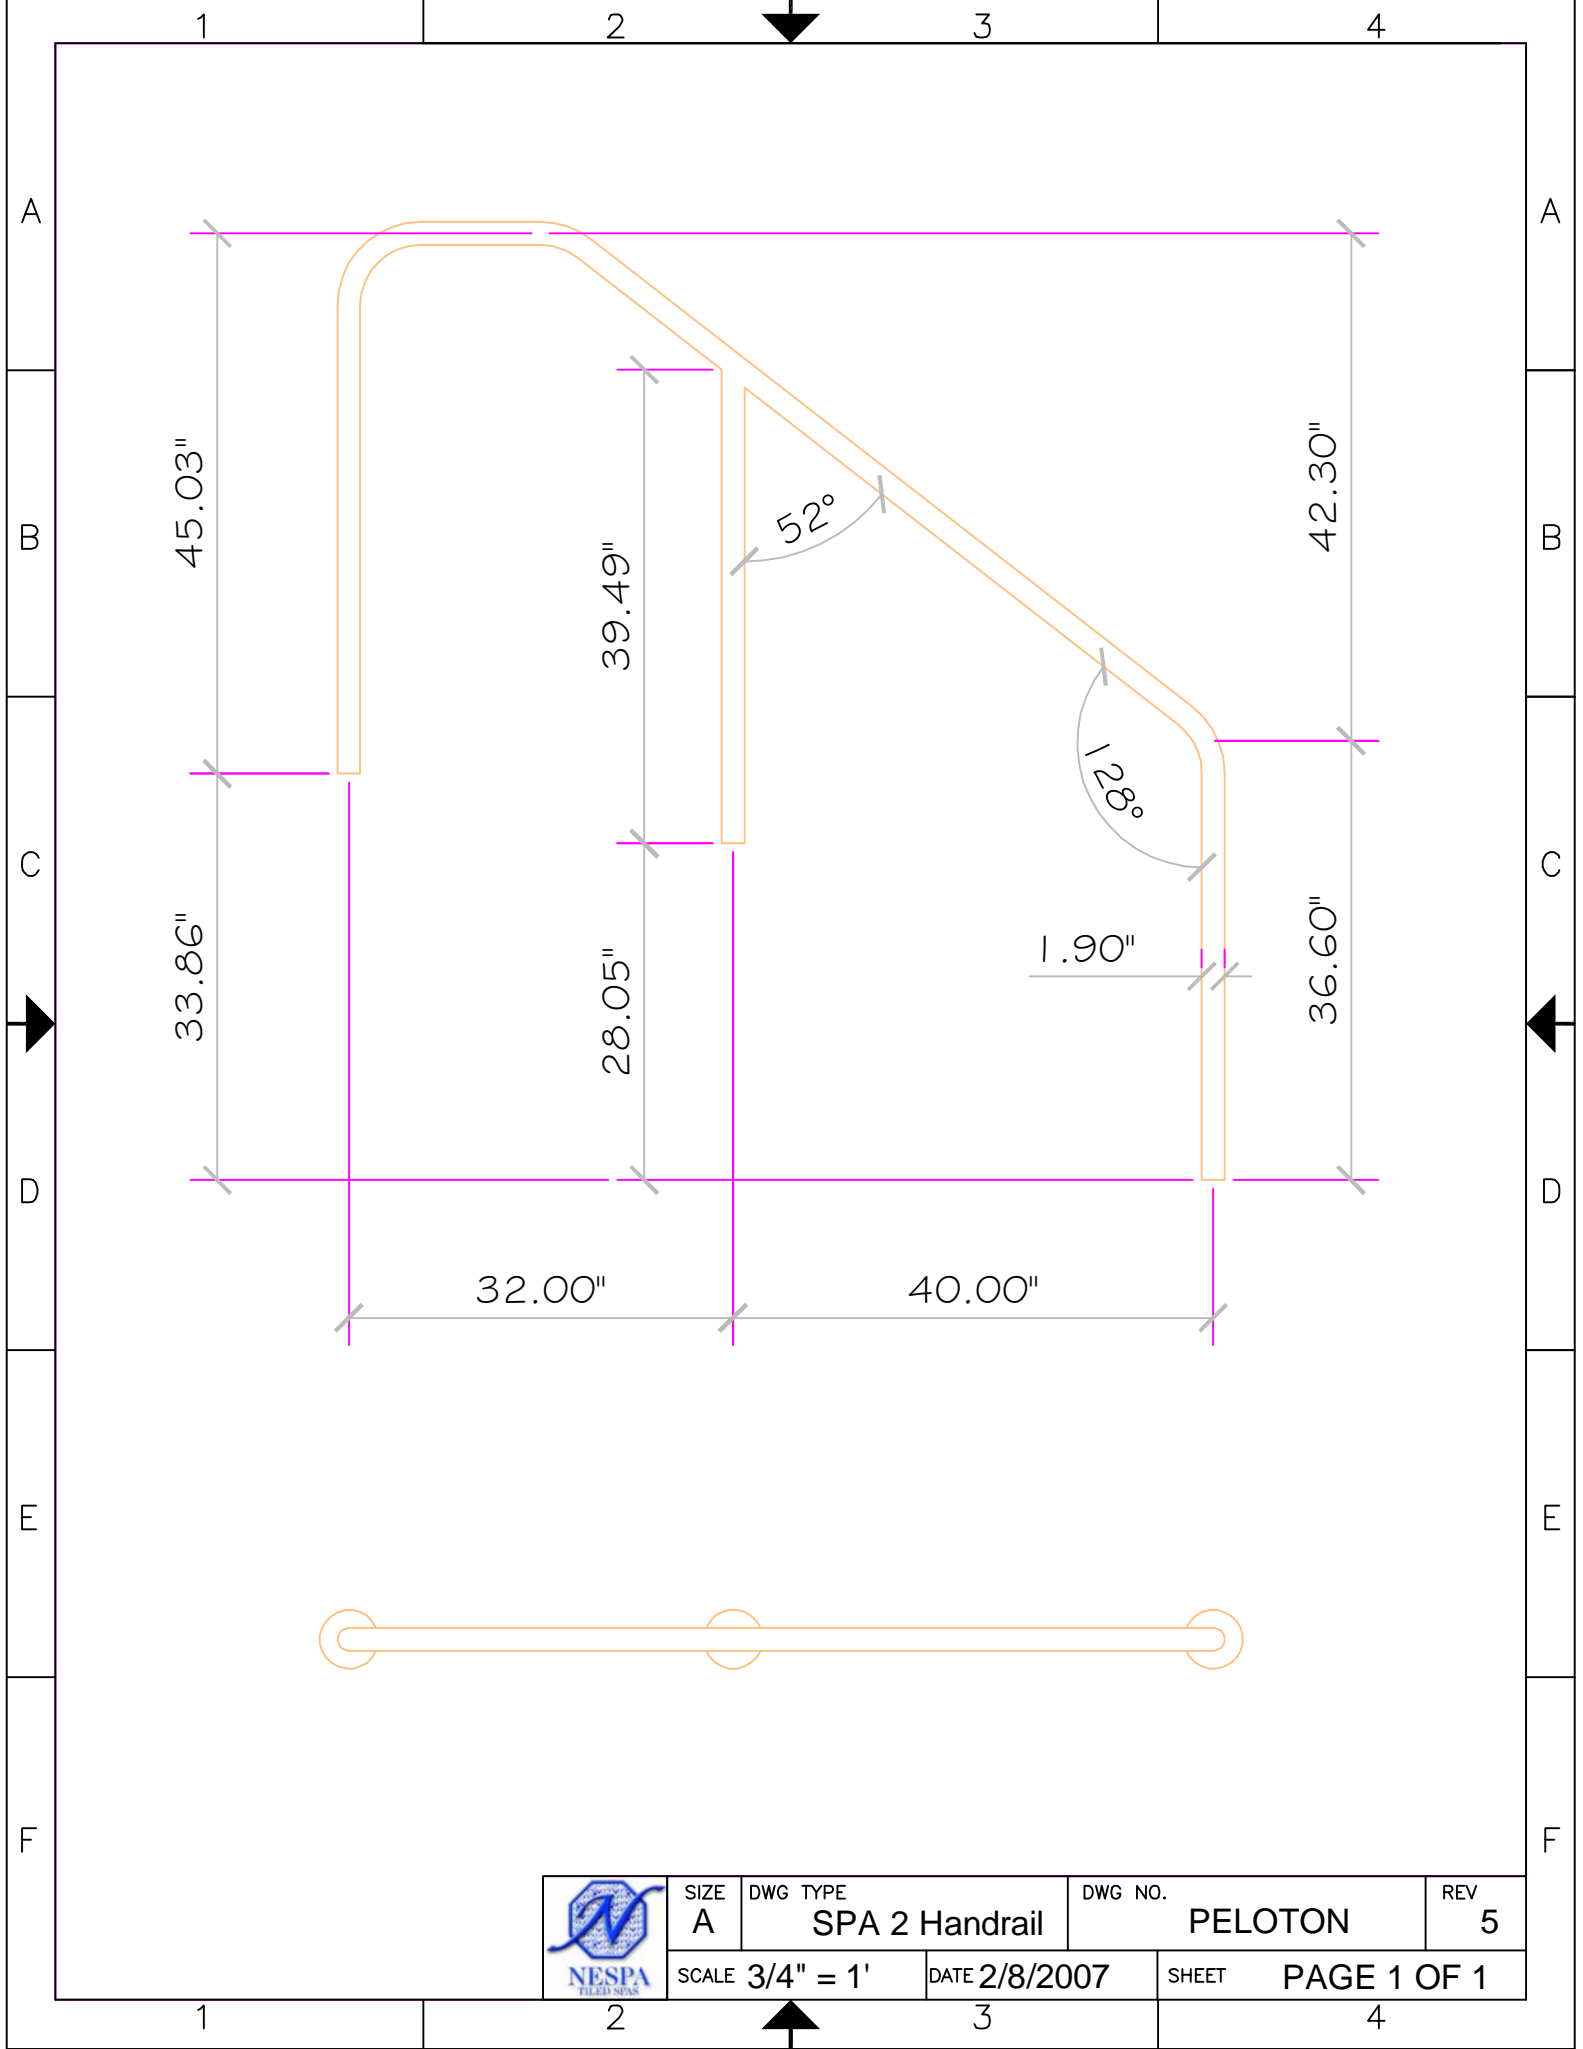 1 2 3 4
A A
45.03"
42.30"
B B
52°
39.49"
128°
C C
1.90"
33.86"
28.05"
36.60"
D D
32.00" 40.00"
E E
F F
SIZE DWG TYPE DWG NO. REV
A SPA 2 Handrail PELOTON 5
NESPA
TILED SPAS
SCALE 3/4" = 1' DATE 2/8/2007 SHEET PAGE 1 OF 1
1 2 3 4